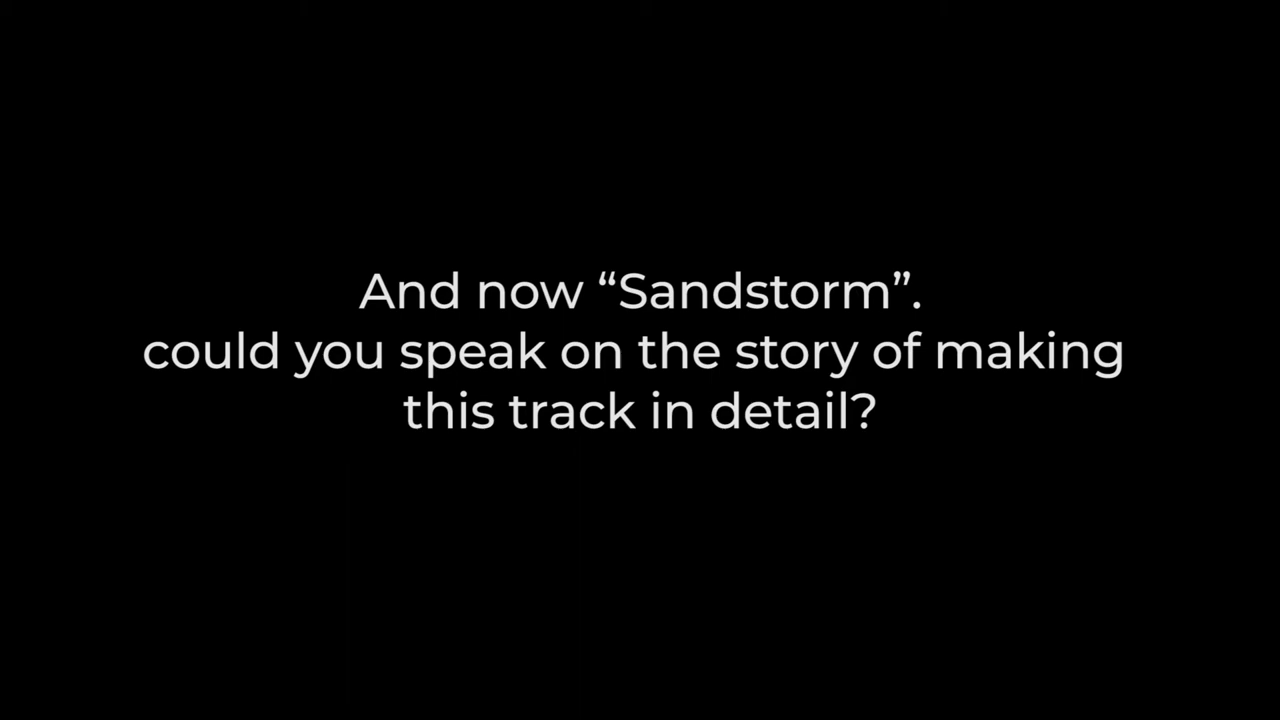 And now “Sandstorm”.
could you speak on the story of making
this track in detail?